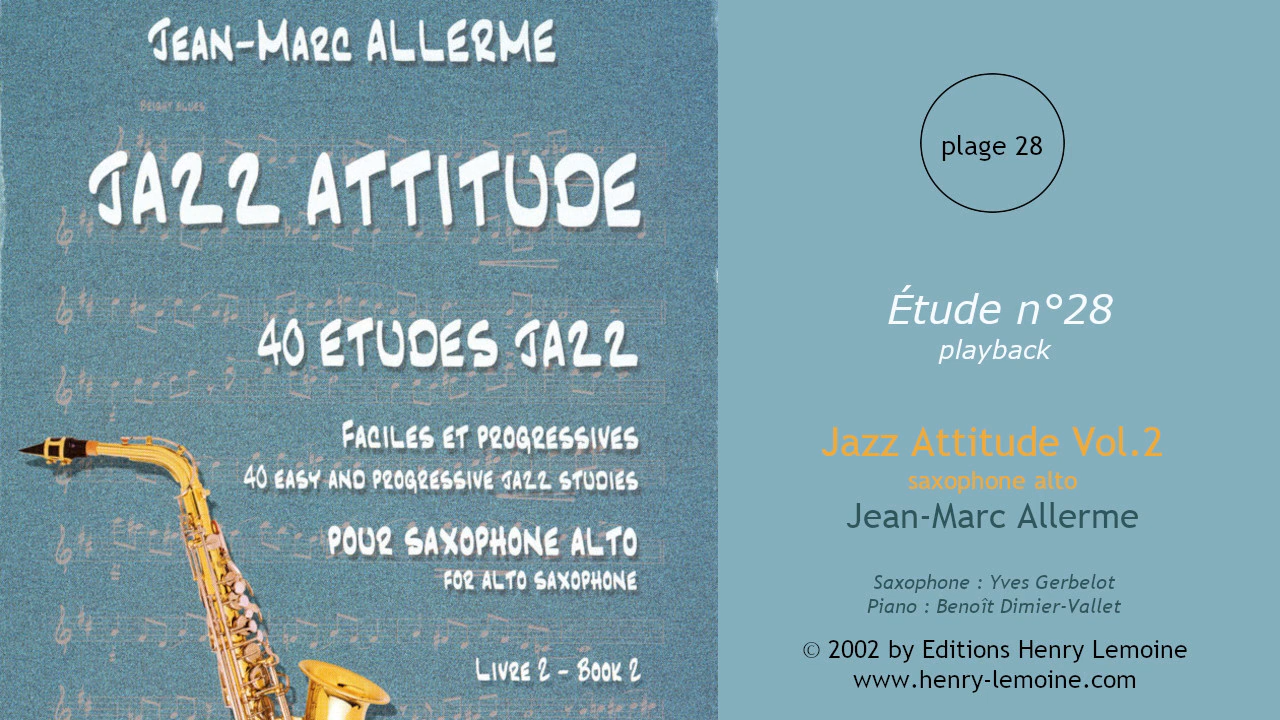 Jean-Marc ALLERME
Bright Blues
JAZZ ATTITUDE
40 ETUDES JAZZ
Faciles et progressives
40 easy and progressive jazz studies
pour saxophone alto
for alto saxophone
Livre 2 - Book 2
plage 28
Étude n°28
playback
Jazz Attitude Vol.2
saxophone alto
Jean-Marc Allerme
Saxophone : Yves Gerbelot
Piano : Benoît Dimier-Vallet
© 2002 by Editions Henry Lemoine
www.henry-lemoine.com